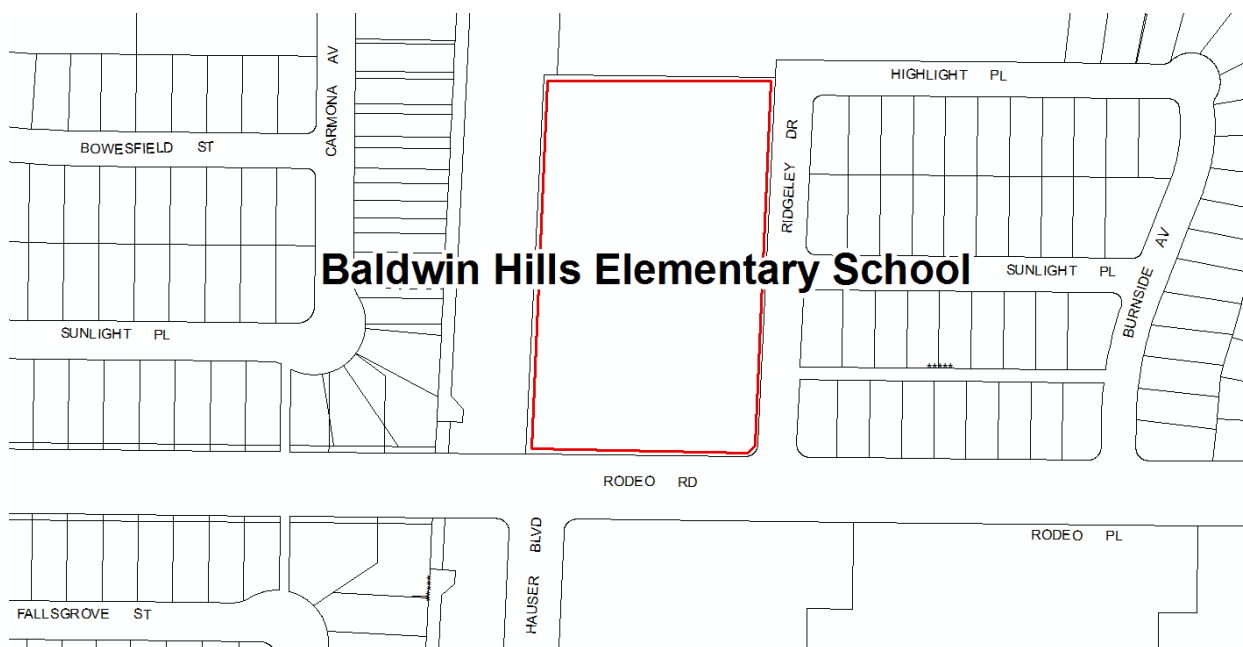 CARMONA AV
HIGHLIGHT PL
BOWESFIELD ST
RIDGELEY DR
Baldwin Hills Elementary School
SUNLIGHT PL
BURNSIDE AV
SUNLIGHT PL
*****
RODEO RD
HAUSER BLVD
RODEO PL
*****
FALLSGROVE ST